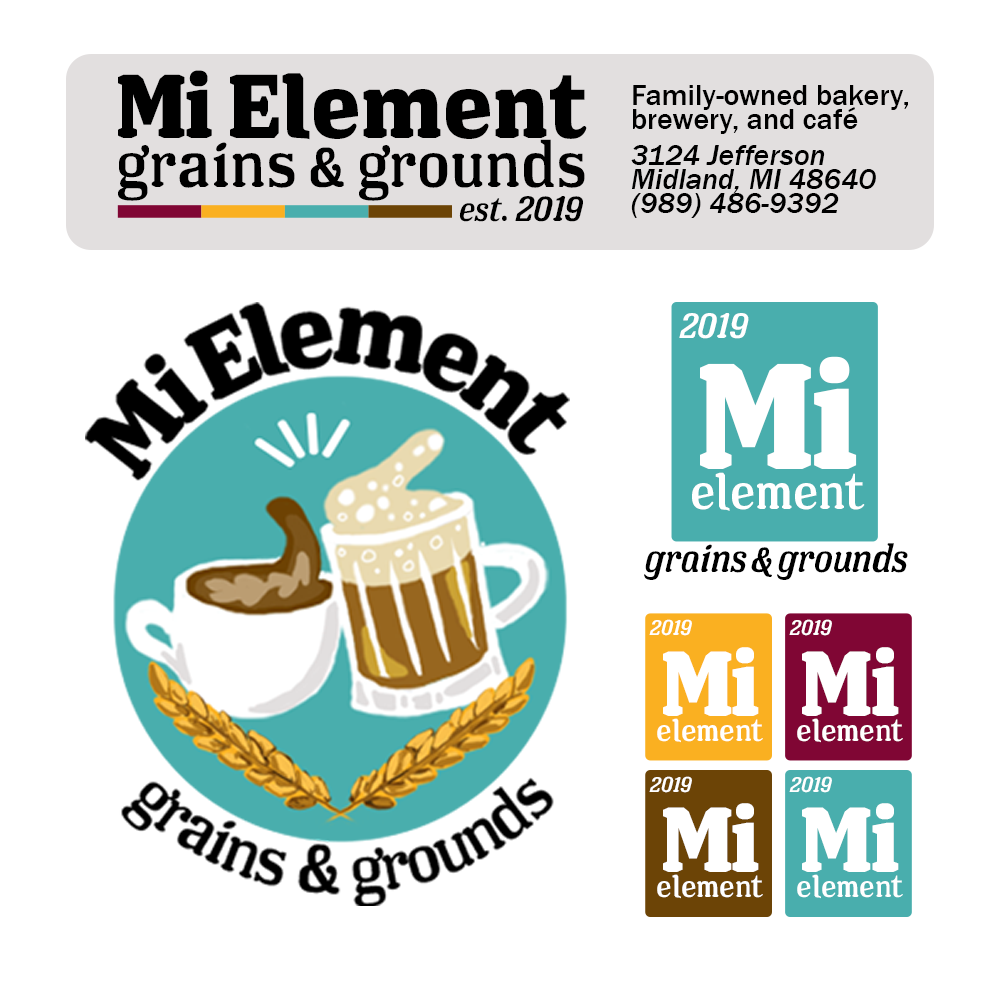 Mi Element
grains & grounds
est. 2019
Family-owned bakery,
brewery, and café
3124 Jefferson
Midland, MI 48640
(989) 486-9392
Mi Element
grains & grounds
2019
Mi
element
grains & grounds
2019
Mi
element
2019
Mi
element
2019
Mi
element
2019
Mi
element